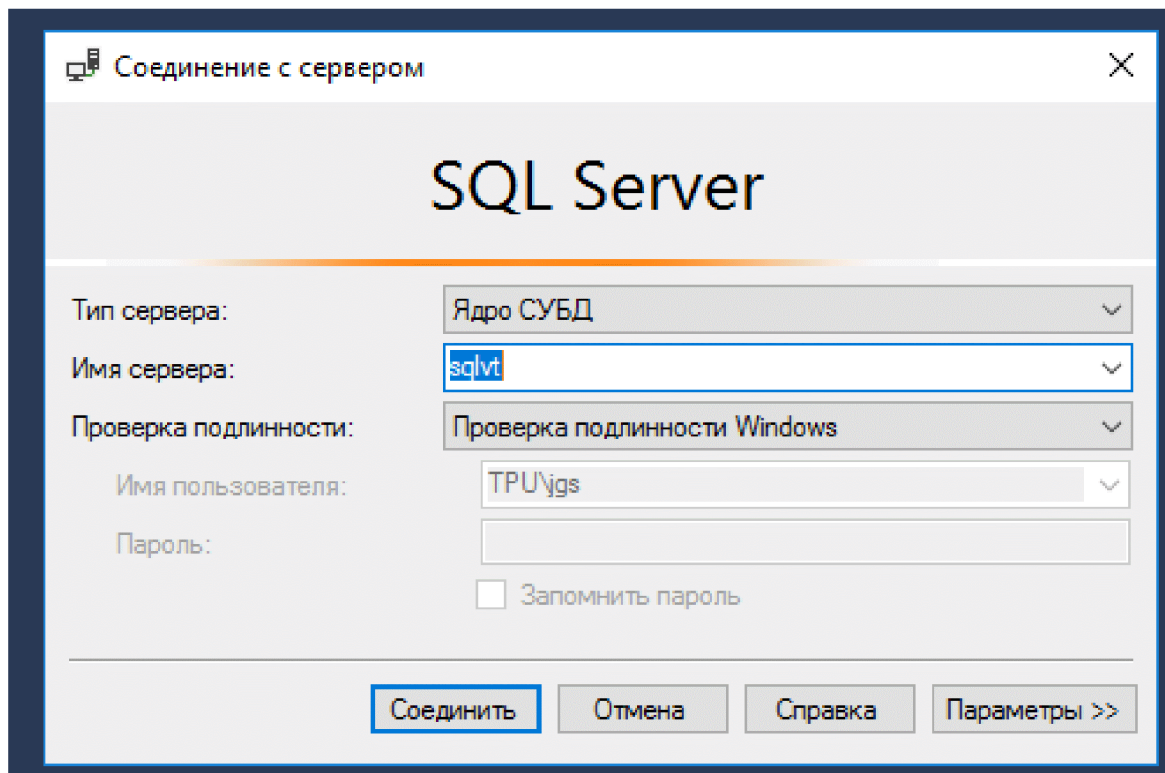 Соединение с сервером
SQL Server
Тип сервера: Ядро СУБД
Имя сервера: sqlvt
Проверка подлинности: Проверка подлинности Windows
Имя пользователя: TPU\jgs
Пароль:
Запомнить пароль
Соединить Отмена Справка Параметры >>